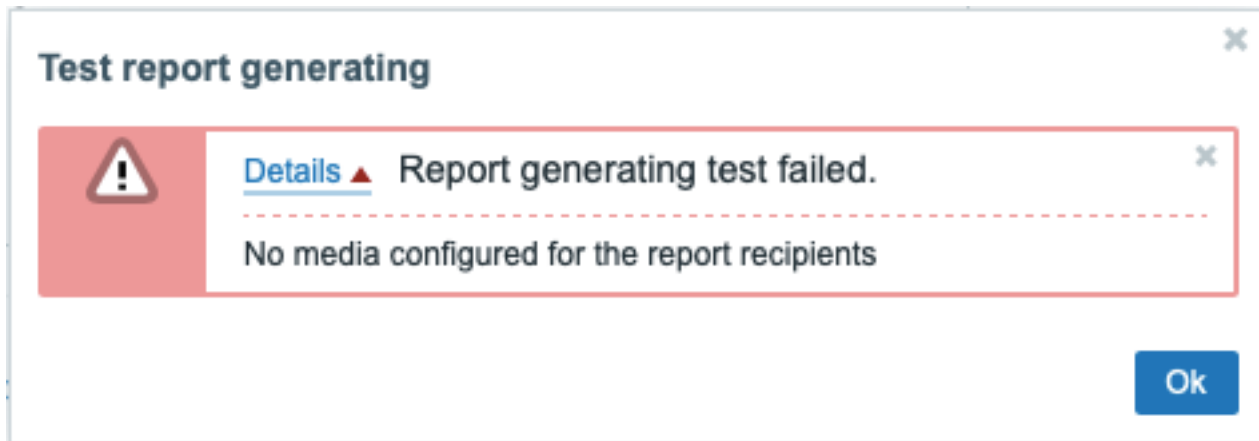 Test report generating
Details Report generating test failed.
No media configured for the report recipients
Ok